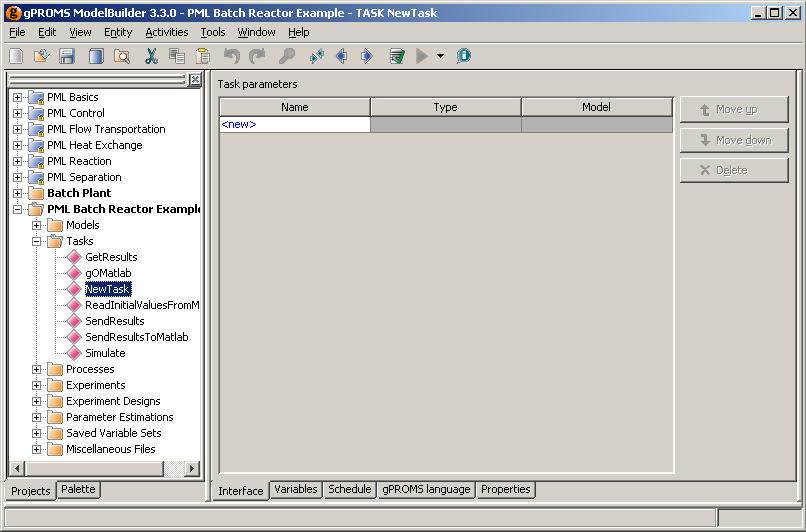 gPROMS ModelBuilder 3.3.0 - PML Batch Reactor Example - TASK NewTask
File Edit View Entity Activities Tools Window Help
PML Basics
PML Control
PML Flow Transportation
PML Heat Exchange
PML Reaction
PML Separation
Batch Plant
PML Batch Reactor Example
Models
Tasks
GetResults
gOMatlab
NewTask
ReadInitialValuesFromM
SendResults
SendResultsToMatlab
Simulate
Processes
Experiments
Experiment Designs
Parameter Estimations
Saved Variable Sets
Miscellaneous Files
Projects Palette
Task parameters
Name Type Model
<new>
Move up
Move down
Delete
Interface Variables Schedule gPROMS language Properties